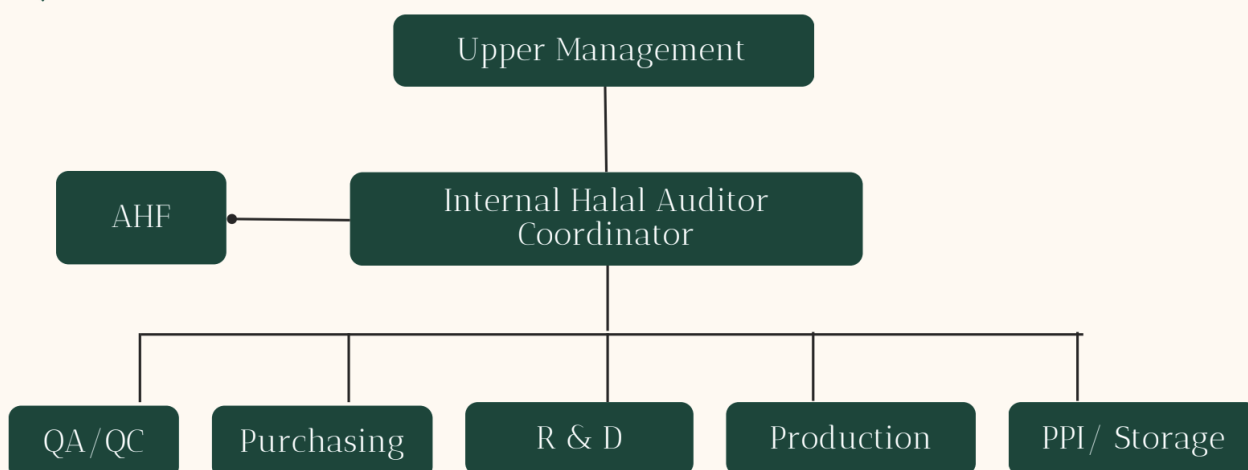 Upper Management
AHF
Internal Halal Auditor
Coordinator
QA/QC
Purchasing
R & D
Production
PPI/ Storage